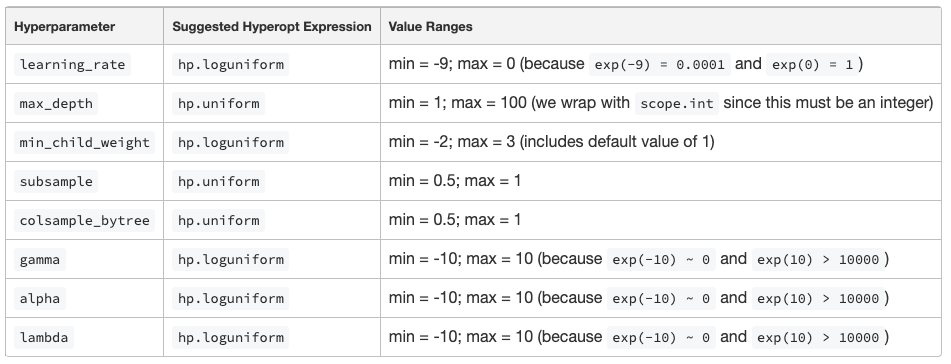 Hyperparameter Suggested Hyperopt Expression Value Ranges
learning_rate hp.loguniform min = -9; max = 0 (because exp(-9) = 0.0001 and exp(0) = 1 )
max_depth hp.uniform min = 1; max = 100 (we wrap with scope.int since this must be an integer)
min_child_weight hp.loguniform min = -2; max = 3 (includes default value of 1)
subsample hp.uniform min = 0.5; max = 1
colsample_bytree hp.uniform min = 0.5; max = 1
gamma hp.loguniform min = -10; max = 10 (because exp(-10) ~ 0 and exp(10) > 10000 )
alpha hp.loguniform min = -10; max = 10 (because exp(-10) ~ 0 and exp(10) > 10000 )
lambda hp.loguniform min = -10; max = 10 (because exp(-10) ~ 0 and exp(10) > 10000 )